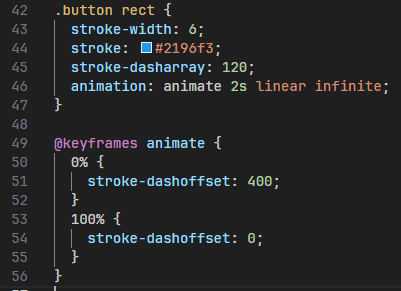 42 .button rect {
43 stroke-width: 6;
44 stroke: #2196f3;
45 stroke-dasharray: 120;
46 animation: animate 2s linear infinite;
47 }
48
49 @keyframes animate {
50 0% {
51 stroke-dashoffset: 400;
52 }
53 100% {
54 stroke-dashoffset: 0;
55 }
56 }